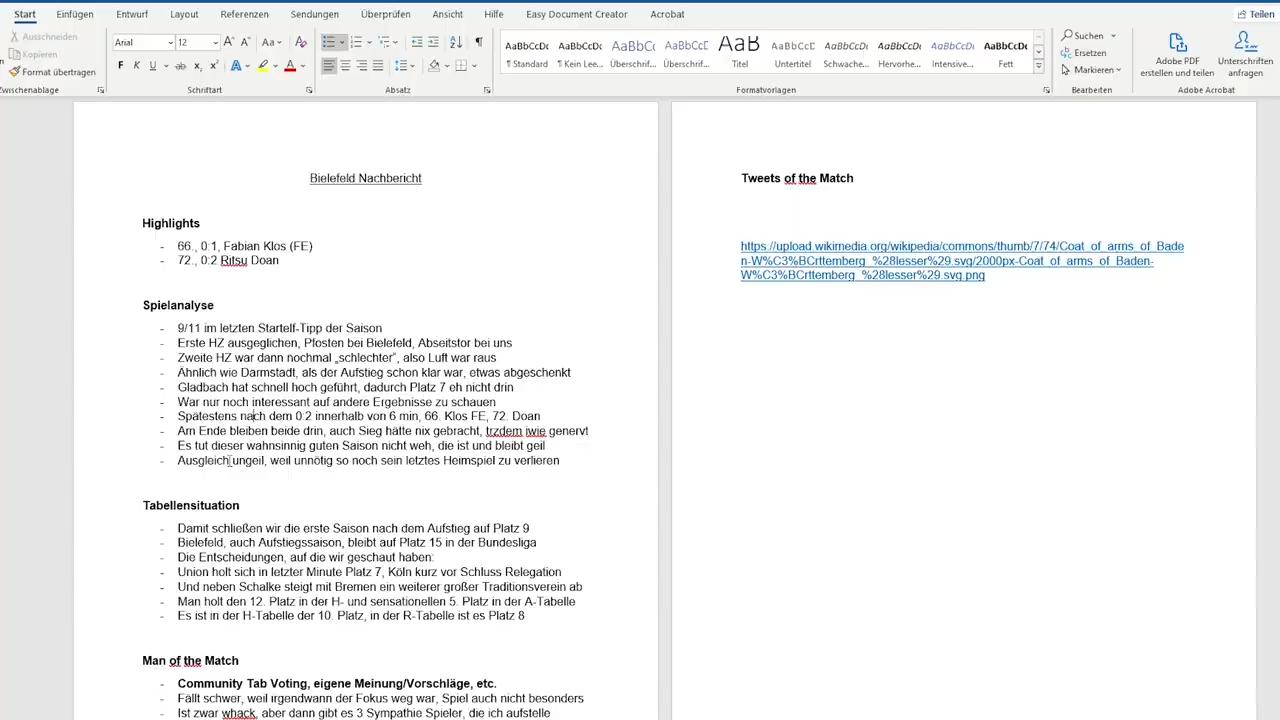 Start Einfügen Entwurf Layout Referenzen Sendungen Überprüfen Ansicht Hilfe Easy Document Creator Acrobat Teilen
Ausschneiden
Kopieren
Format übertragen
Zwischenablage
Arial 12
F K U
Schriftart
Absatz
AaBbCcDc AaBbCcDc AaBbCc AaBbCcC AaB AaBbCcC AaBbCcDc AaBbCcDc AaBbCcDc AaBbCcDc
¶ Standard ¶ Kein Lee... Überschrif... Überschrif... Titel Untertitel Schwache... Hervorhe... Intensive... Fett
Formatvorlagen
Suchen
Ersetzen
Markieren
Bearbeiten
Adobe PDF
erstellen und teilen
Unterschriften
anfragen
Adobe Acrobat
Bielefeld Nachbericht
Highlights
- 66., 0:1, Fabian Klos (FE)
- 72., 0:2 Ritsu Doan
Spielanalyse
- 9/11 im letzten Startelf-Tipp der Saison
- Erste HZ ausgeglichen, Pfosten bei Bielefeld, Abseitstor bei uns
- Zweite HZ war dann nochmal „schlechter“, also Luft war raus
- Ähnlich wie Darmstadt, als der Aufstieg schon klar war, etwas abgeschenkt
- Gladbach hat schnell hoch geführt, dadurch Platz 7 eh nicht drin
- War nur noch interessant auf andere Ergebnisse zu schauen
- Spätestens nach dem 0:2 innerhalb von 6 min, 66. Klos FE, 72. Doan
- Am Ende bleiben beide drin, auch Sieg hätte nix gebracht, trzdem iwie genervt
- Es tut dieser wahnsinnig guten Saison nicht weh, die ist und bleibt geil
- Ausgleich ungeil, weil unnötig so noch sein letztes Heimspiel zu verlieren
Tabellensituation
- Damit schließen wir die erste Saison nach dem Aufstieg auf Platz 9
- Bielefeld, auch Aufstiegssaison, bleibt auf Platz 15 in der Bundesliga
- Die Entscheidungen, auf die wir geschaut haben:
- Union holt sich in letzter Minute Platz 7, Köln kurz vor Schluss Relegation
- Und neben Schalke steigt mit Bremen ein weiterer großer Traditionsverein ab
- Man holt den 12. Platz in der H- und sensationellen 5. Platz in der A-Tabelle
- Es ist in der H-Tabelle der 10. Platz, in der R-Tabelle ist es Platz 8
Man of the Match
- Community Tab Voting, eigene Meinung/Vorschläge, etc.
- Fällt schwer, weil irgendwann der Fokus weg war, Spiel auch nicht besonders
- Ist zwar whack, aber dann gibt es 3 Sympathie Spieler, die ich aufstelle
Tweets of the Match
https://upload.wikimedia.org/wikipedia/commons/thumb/7/74/Coat_of_arms_of_Bade
n-W%C3%BCrttemberg_%28lesser%29.svg/2000px-Coat_of_arms_of_Baden-
W%C3%BCrttemberg_%28lesser%29.svg.png